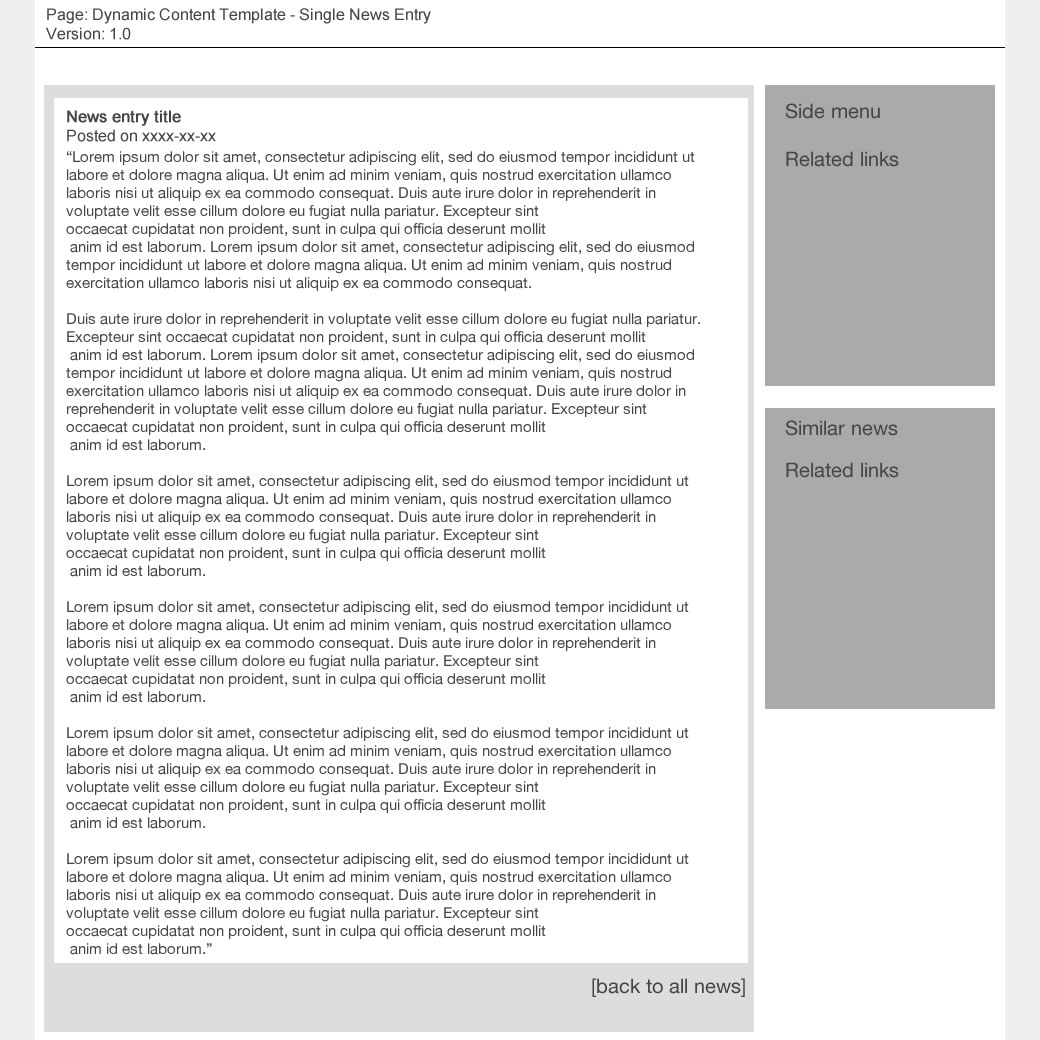 Page: Dynamic Content Template - Single News Entry
Version: 1.0
News entry title
Posted on xxxx-xx-xx
“Lorem ipsum dolor sit amet, consectetur adipiscing elit, sed do eiusmod tempor incididunt ut
labore et dolore magna aliqua. Ut enim ad minim veniam, quis nostrud exercitation ullamco
laboris nisi ut aliquip ex ea commodo consequat. Duis aute irure dolor in reprehenderit in
voluptate velit esse cillum dolore eu fugiat nulla pariatur. Excepteur sint
occaecat cupidatat non proident, sunt in culpa qui officia deserunt mollit
anim id est laborum. Lorem ipsum dolor sit amet, consectetur adipiscing elit, sed do eiusmod
tempor incididunt ut labore et dolore magna aliqua. Ut enim ad minim veniam, quis nostrud
exercitation ullamco laboris nisi ut aliquip ex ea commodo consequat.
Duis aute irure dolor in reprehenderit in voluptate velit esse cillum dolore eu fugiat nulla pariatur.
Excepteur sint occaecat cupidatat non proident, sunt in culpa qui officia deserunt mollit
anim id est laborum. Lorem ipsum dolor sit amet, consectetur adipiscing elit, sed do eiusmod
tempor incididunt ut labore et dolore magna aliqua. Ut enim ad minim veniam, quis nostrud
exercitation ullamco laboris nisi ut aliquip ex ea commodo consequat. Duis aute irure dolor in
reprehenderit in voluptate velit esse cillum dolore eu fugiat nulla pariatur. Excepteur sint
occaecat cupidatat non proident, sunt in culpa qui officia deserunt mollit
anim id est laborum.
Lorem ipsum dolor sit amet, consectetur adipiscing elit, sed do eiusmod tempor incididunt ut
labore et dolore magna aliqua. Ut enim ad minim veniam, quis nostrud exercitation ullamco
laboris nisi ut aliquip ex ea commodo consequat. Duis aute irure dolor in reprehenderit in
voluptate velit esse cillum dolore eu fugiat nulla pariatur. Excepteur sint
occaecat cupidatat non proident, sunt in culpa qui officia deserunt mollit
anim id est laborum.
Lorem ipsum dolor sit amet, consectetur adipiscing elit, sed do eiusmod tempor incididunt ut
labore et dolore magna aliqua. Ut enim ad minim veniam, quis nostrud exercitation ullamco
laboris nisi ut aliquip ex ea commodo consequat. Duis aute irure dolor in reprehenderit in
voluptate velit esse cillum dolore eu fugiat nulla pariatur. Excepteur sint
occaecat cupidatat non proident, sunt in culpa qui officia deserunt mollit
anim id est laborum.
Lorem ipsum dolor sit amet, consectetur adipiscing elit, sed do eiusmod tempor incididunt ut
labore et dolore magna aliqua. Ut enim ad minim veniam, quis nostrud exercitation ullamco
laboris nisi ut aliquip ex ea commodo consequat. Duis aute irure dolor in reprehenderit in
voluptate velit esse cillum dolore eu fugiat nulla pariatur. Excepteur sint
occaecat cupidatat non proident, sunt in culpa qui officia deserunt mollit
anim id est laborum.
Lorem ipsum dolor sit amet, consectetur adipiscing elit, sed do eiusmod tempor incididunt ut
labore et dolore magna aliqua. Ut enim ad minim veniam, quis nostrud exercitation ullamco
laboris nisi ut aliquip ex ea commodo consequat. Duis aute irure dolor in reprehenderit in
voluptate velit esse cillum dolore eu fugiat nulla pariatur. Excepteur sint
occaecat cupidatat non proident, sunt in culpa qui officia deserunt mollit
anim id est laborum.”
[back to all news]
Side menu
Related links
Similar news
Related links